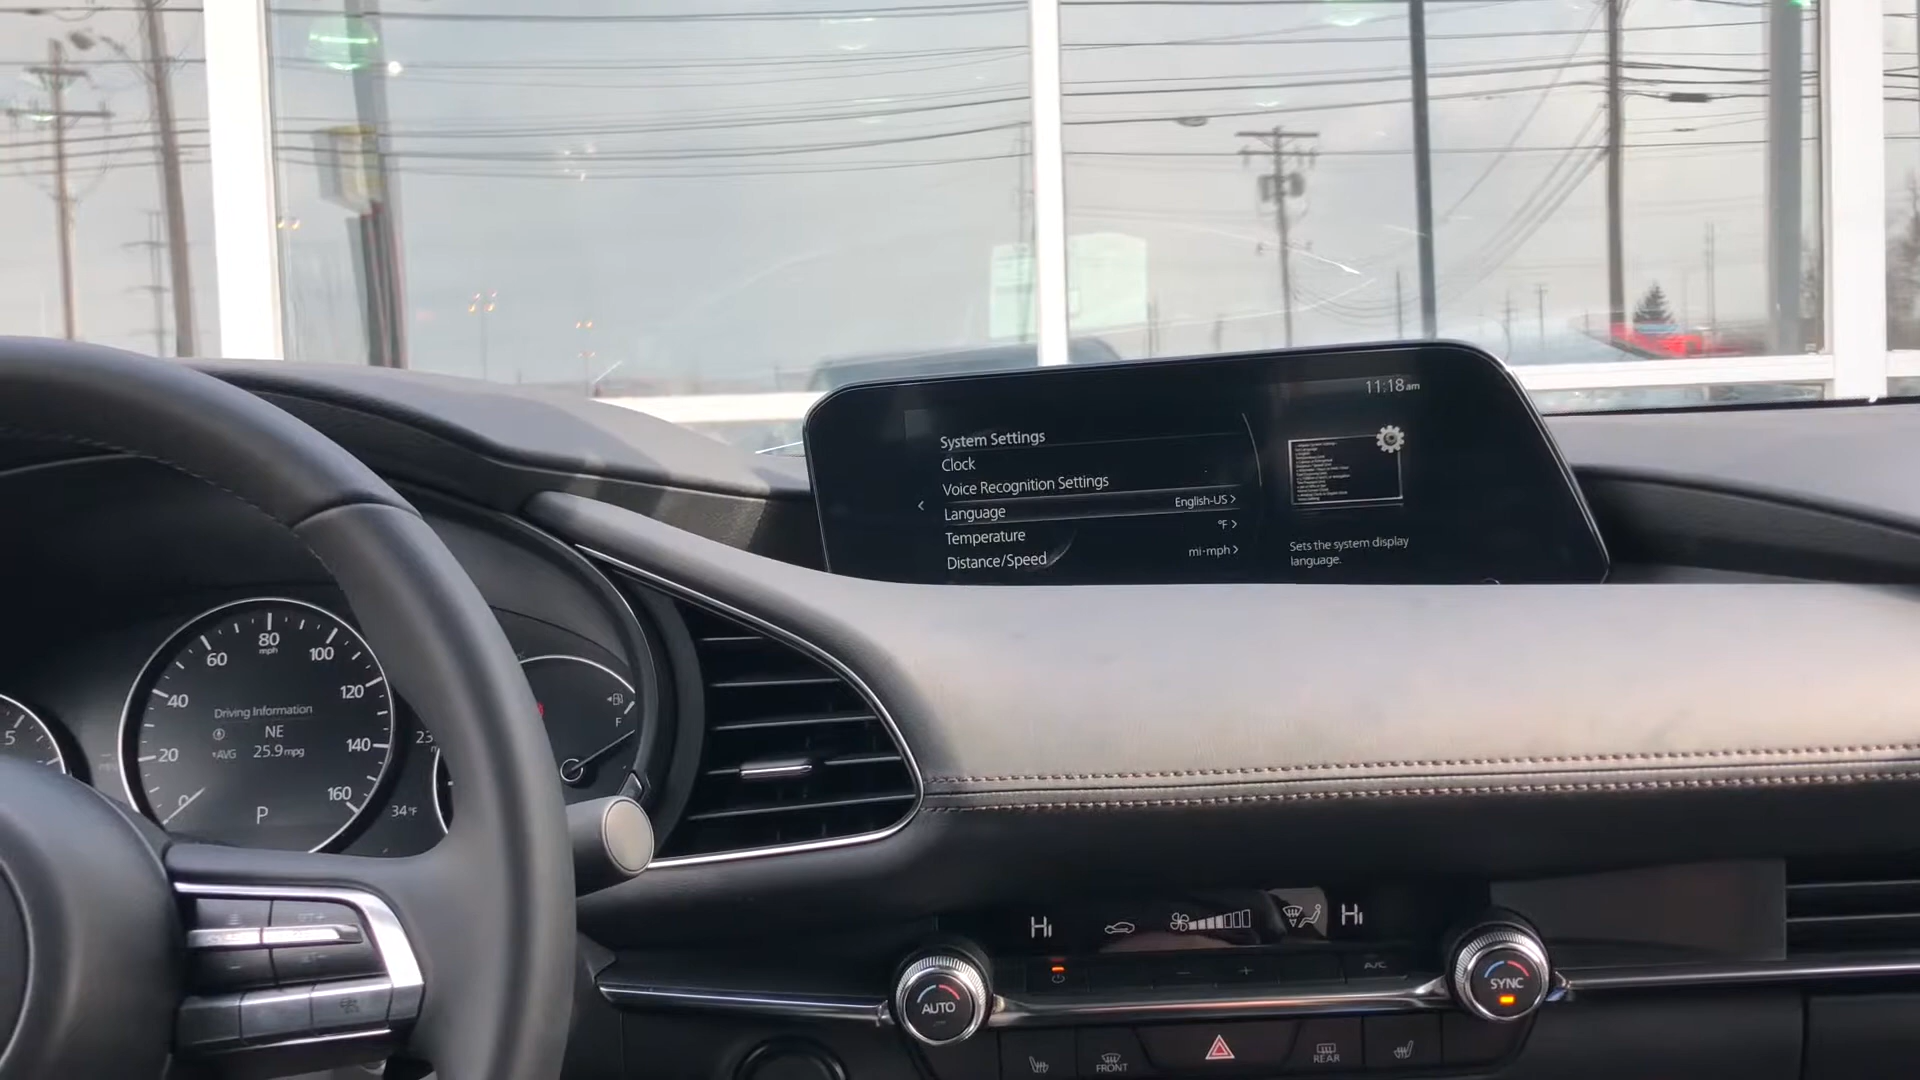 11:18am
System Settings
Clock
Voice Recognition Settings
Language English-US
Temperature °F
Distance/Speed mi·mph
Sets the system display
language.
0
20
40
60
80
mph
100
120
140
160
Driving Information
NE
AVG 25.9mpg
P
5
34°F
F
Hi
Hi
A/C
AUTO
SYNC
FRONT
REAR